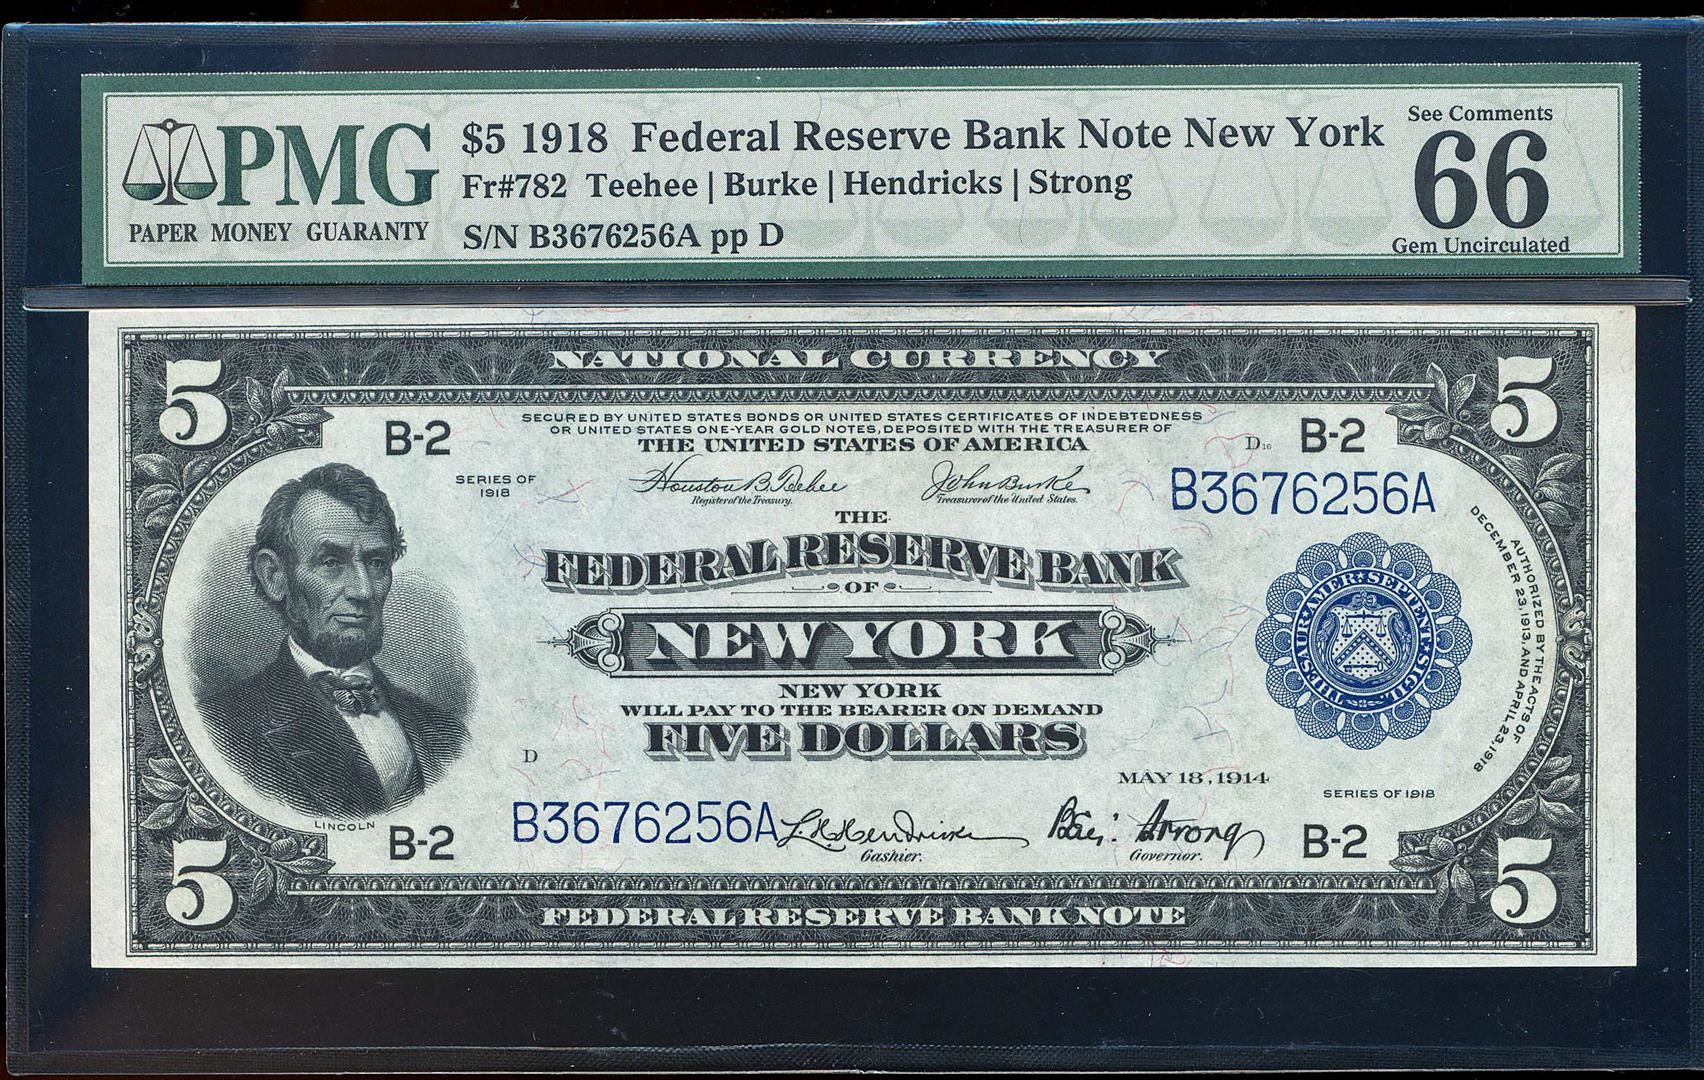 PMG
PAPER MONEY GUARANTY
$5 1918 Federal Reserve Bank Note New York
Fr#782 Teehee | Burke | Hendricks | Strong
S/N B3676256A pp D
See Comments
66
Gem Uncirculated
NATIONAL CURRENCY
5
5
SECURED BY UNITED STATES BONDS OR UNITED STATES CERTIFICATES OF INDEBTEDNESS
OR UNITED STATES ONE-YEAR GOLD NOTES, DEPOSITED WITH THE TREASURER OF
THE UNITED STATES OF AMERICA
B-2
D16
B-2
SERIES OF
1918
Houston B. Teehee
Register of the Treasury.
John Burke
Treasurer of the United States.
B3676256A
THE
FEDERAL RESERVE BANK
OF
NEW YORK
NEW YORK
WILL PAY TO THE BEARER ON DEMAND
FIVE DOLLARS
THESAUR. AMER. SEPTENT. SIGIL.
AUTHORIZED BY THE ACTS OF
DECEMBER 23, 1913, AND APRIL 23, 1918
D
MAY 18, 1914
SERIES OF 1918
LINCOLN
B-2
B3676256A
L. H. Hendricks
Cashier.
Benj. Strong
Governor.
B-2
5
5
FEDERAL RESERVE BANK NOTE